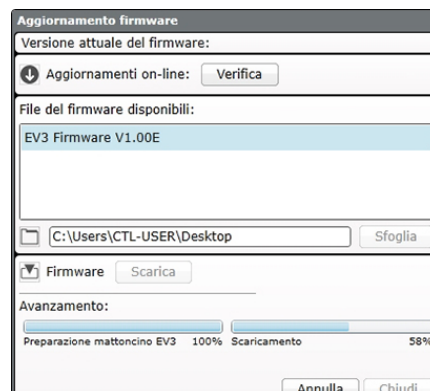 Aggiornamento firmware
Versione attuale del firmware:
Aggiornamenti on-line: Verifica
File del firmware disponibili:
EV3 Firmware V1.00E
C:\Users\CTL-USER\Desktop Sfoglia
Firmware Scarica
Avanzamento:
Preparazione mattoncino EV3 100% Scaricamento 58%
Annulla Chiudi